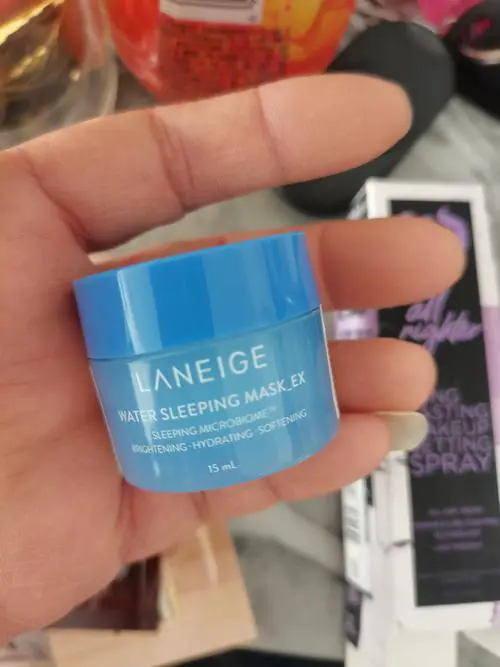 LANEIGE
WATER SLEEPING MASK_EX
SLEEPING MICROBIOME™
BRIGHTENING · HYDRATING · SOFTENING
15 mL
all
nighter
LONG
LASTING
MAKEUP
SETTING
SPRAY